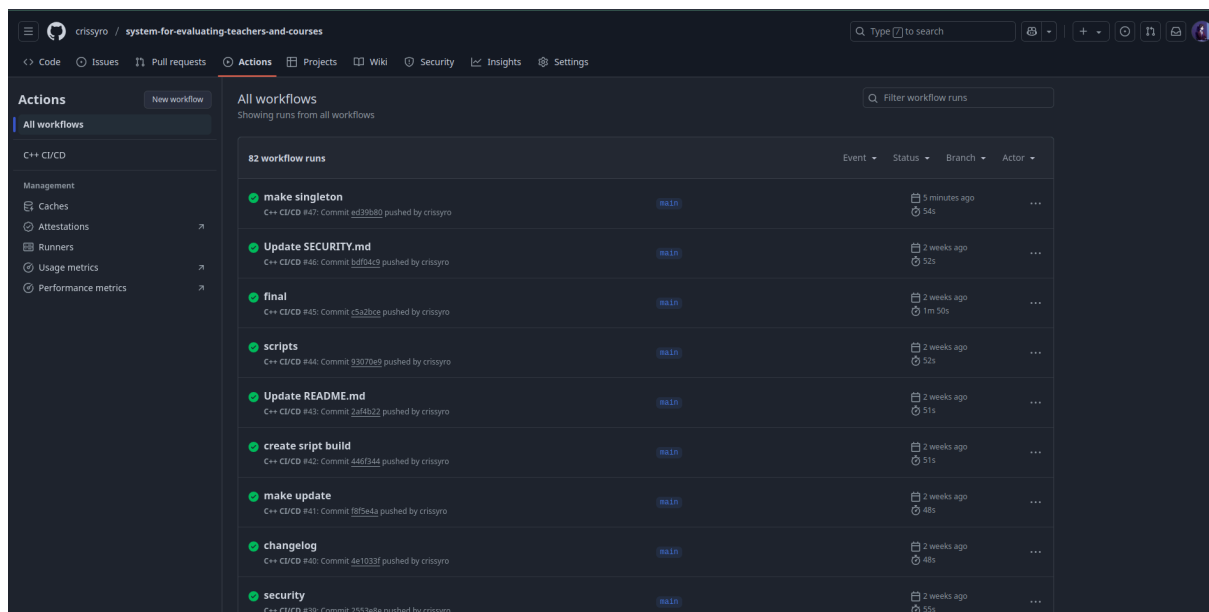 crissyro / system-for-evaluating-teachers-and-courses
Type / to search
Code Issues Pull requests Actions Projects Wiki Security Insights Settings
Actions
New workflow
All workflows
C++ CI/CD
Management
Caches
Attestations
Runners
Usage metrics
Performance metrics
All workflows
Showing runs from all workflows
Filter workflow runs
82 workflow runs
Event Status Branch Actor
make singleton
C++ CI/CD #47: Commit ed39b80 pushed by crissyro
main
5 minutes ago
54s
Update SECURITY.md
C++ CI/CD #46: Commit bdf04c9 pushed by crissyro
main
2 weeks ago
52s
final
C++ CI/CD #45: Commit c5a2bce pushed by crissyro
main
2 weeks ago
1m 50s
scripts
C++ CI/CD #44: Commit 93070e9 pushed by crissyro
main
2 weeks ago
52s
Update README.md
C++ CI/CD #43: Commit 2af4b22 pushed by crissyro
main
2 weeks ago
51s
create sript build
C++ CI/CD #42: Commit 446f344 pushed by crissyro
main
2 weeks ago
51s
make update
C++ CI/CD #41: Commit f8f5e4a pushed by crissyro
main
2 weeks ago
48s
changelog
C++ CI/CD #40: Commit 4e1033f pushed by crissyro
main
2 weeks ago
48s
security
C++ CI/CD #39: Commit 2553e8e pushed by crissyro
main
2 weeks ago
55s